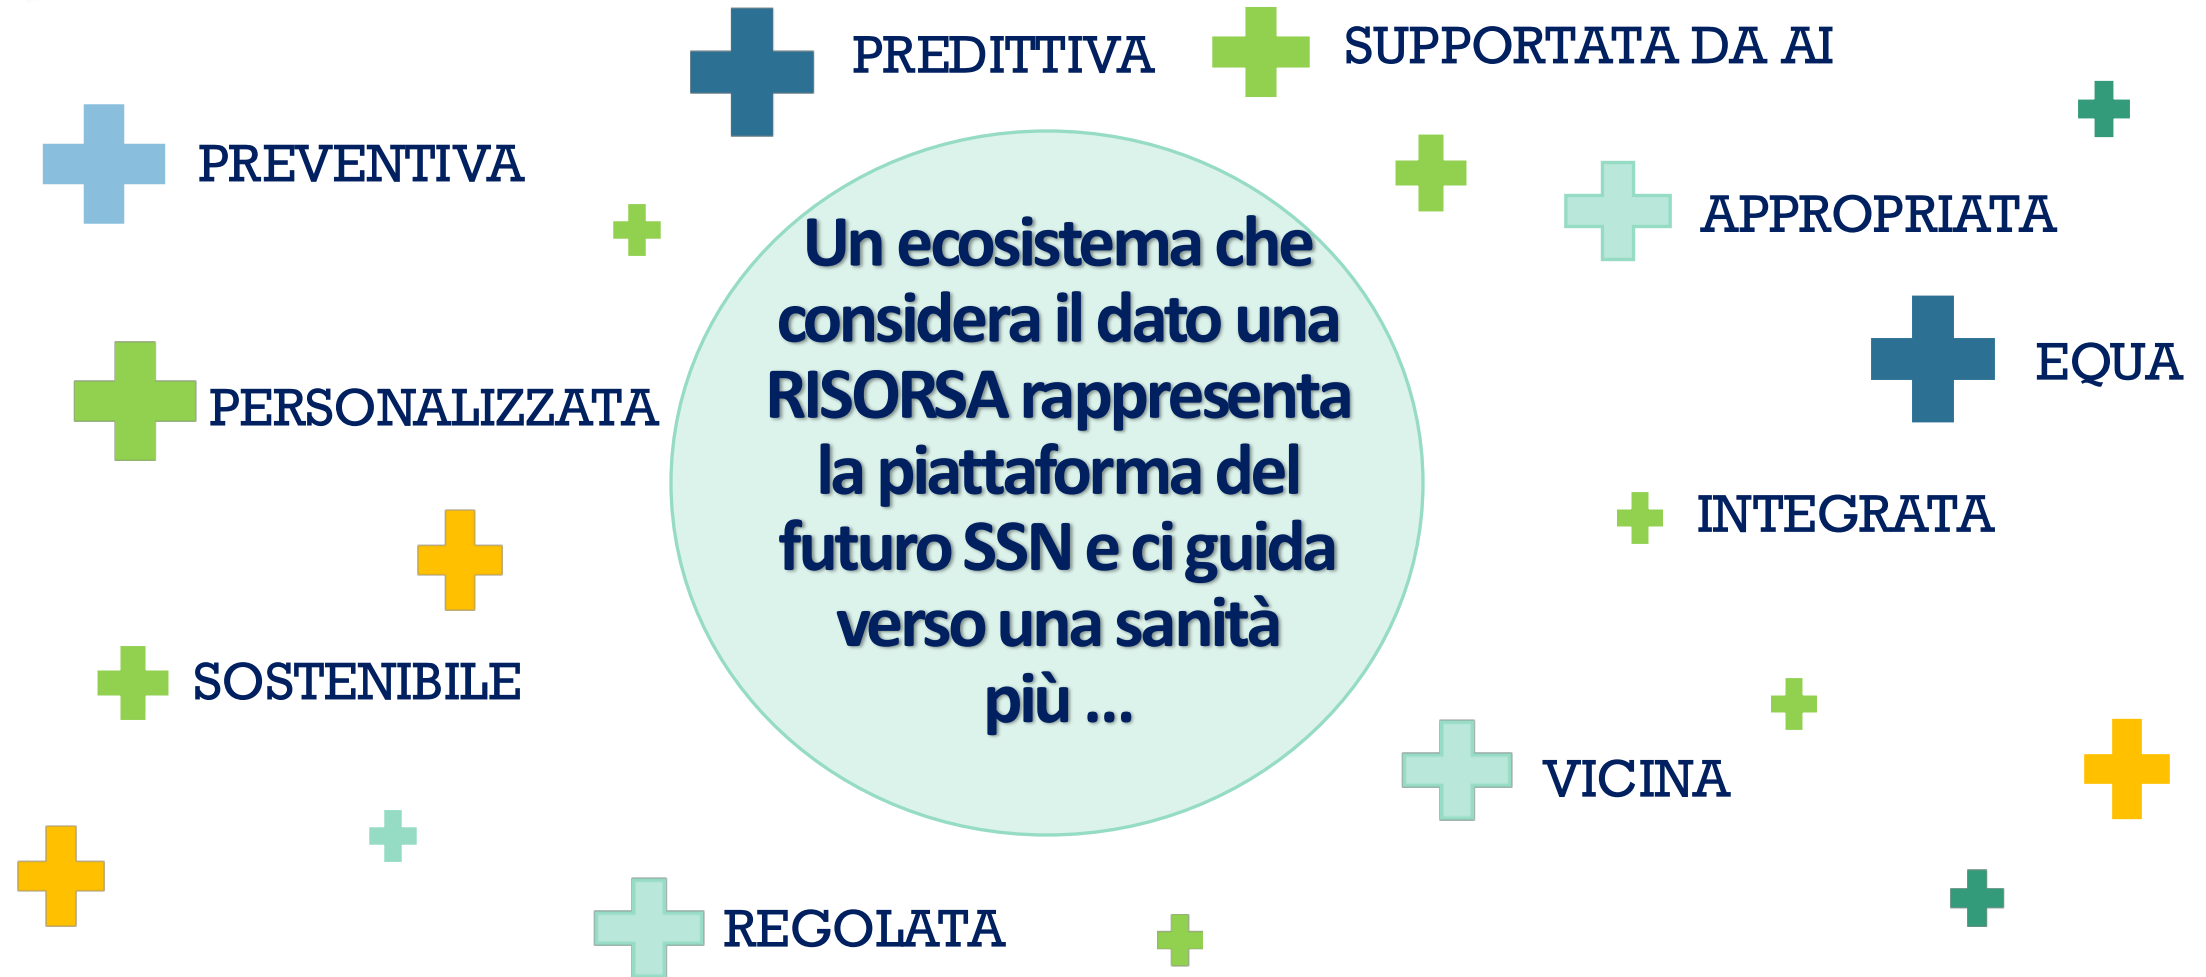 PREDITTIVA
SUPPORTATA DA AI
PREVENTIVA
APPROPRIATA
Un ecosistema che
considera il dato una
RISORSA rappresenta
la piattaforma del
futuro SSN e ci guida
verso una sanità
più ...
EQUA
PERSONALIZZATA
INTEGRATA
SOSTENIBILE
VICINA
REGOLATA